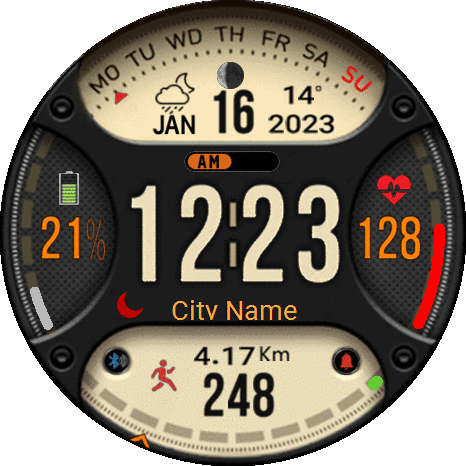 MO TU WD TH FR SA SU
JAN 16 14° 2023
AM
21% 12:23 128
City Name
4.17 Km
248